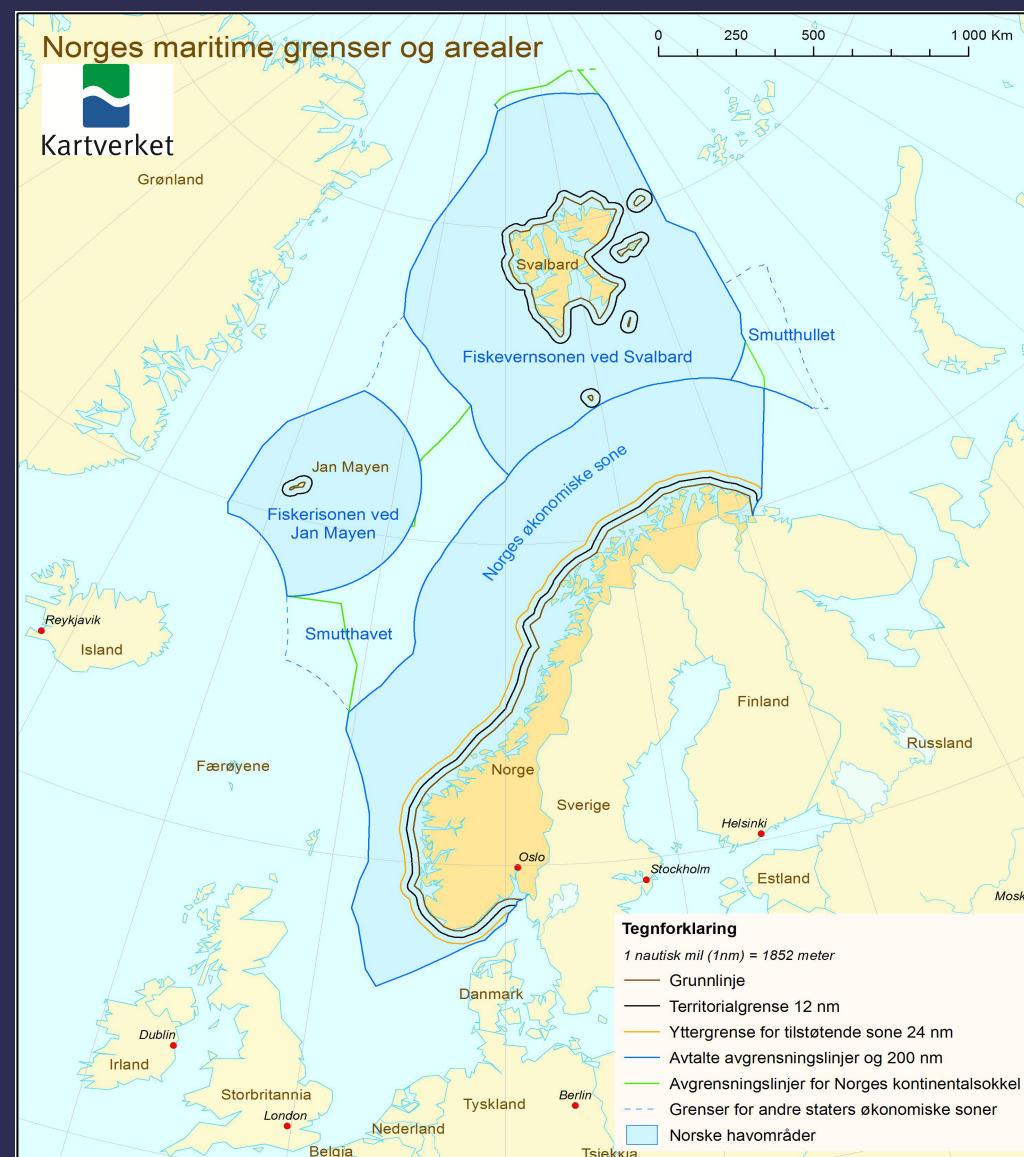 Norges maritime grenser og arealer
0 250 500 1 000 Km
Kartverket
Grønland
Svalbard
Smutthullet
Fiskevernsonen ved Svalbard
Jan Mayen
Fiskerisonen ved
Jan Mayen
Norges økonomiske sone
Reykjavik
Island
Smutthavet
Finland
Russland
Færøyene
Norge
Sverige
Helsinki
Oslo
Stockholm
Estland
Mosk
Danmark
Dublin
Irland
Storbritannia
London
Tyskland
Berlin
Nederland
Belgia
Tsjekkia
Tegnforklaring
1 nautisk mil (1nm) = 1852 meter
Grunnlinje
Territorialgrense 12 nm
Yttergrense for tilstøtende sone 24 nm
Avtalte avgrensningslinjer og 200 nm
Avgrensningslinjer for Norges kontinentalsokkel
Grenser for andre staters økonomiske soner
Norske havområder